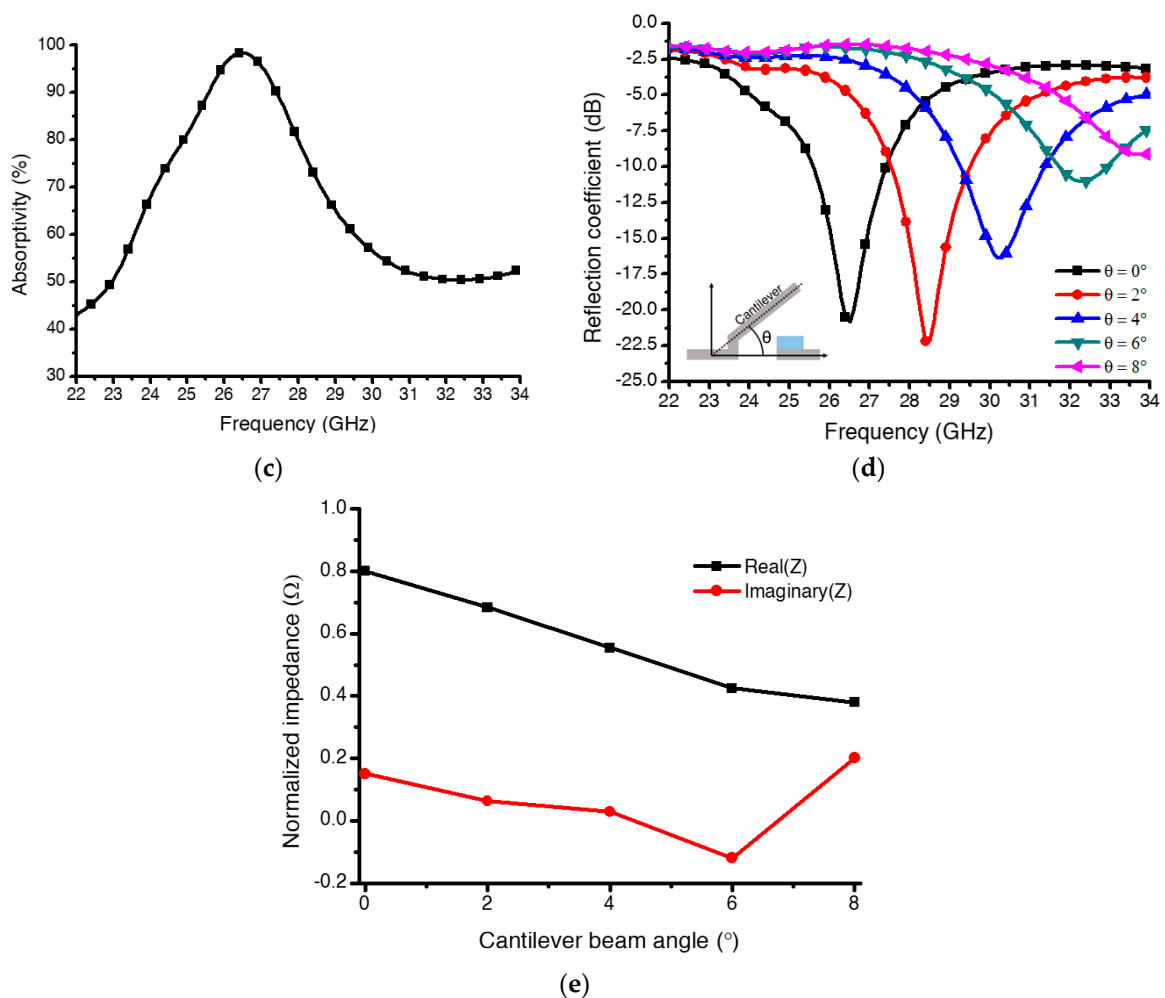 100
90
80
70
60
50
40
30
Absorptivity (%)
22 23 24 25 26 27 28 29 30 31 32 33 34
Frequency (GHz)
(c)
0.0
-2.5
-5.0
-7.5
-10.0
-12.5
-15.0
-17.5
-20.0
-22.5
-25.0
Reflection coefficient (dB)
Cantilever
θ
θ = 0°
θ = 2°
θ = 4°
θ = 6°
θ = 8°
22 23 24 25 26 27 28 29 30 31 32 33 34
Frequency (GHz)
(d)
1.0
0.8
0.6
0.4
0.2
0.0
-0.2
Normalized impedance (Ω)
Real(Z)
Imaginary(Z)
0 2 4 6 8
Cantilever beam angle (°)
(e)